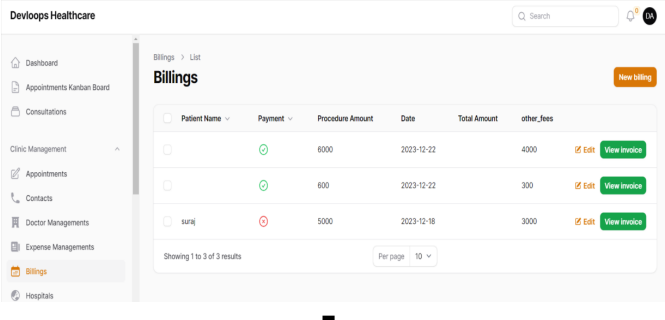 Devloops Healthcare
Search
0
DA
Dashboard
Appointments Kanban Board
Consultations
Clinic Management
Appointments
Contacts
Doctor Managements
Expense Managements
Billings
Hospitals
Billings > List
Billings
New billing
Patient Name Payment Procedure Amount Date Total Amount other_fees
6000 2023-12-22 4000 Edit View invoice
600 2023-12-22 300 Edit View invoice
suraj 5000 2023-12-18 3000 Edit View invoice
Showing 1 to 3 of 3 results
Per page 10